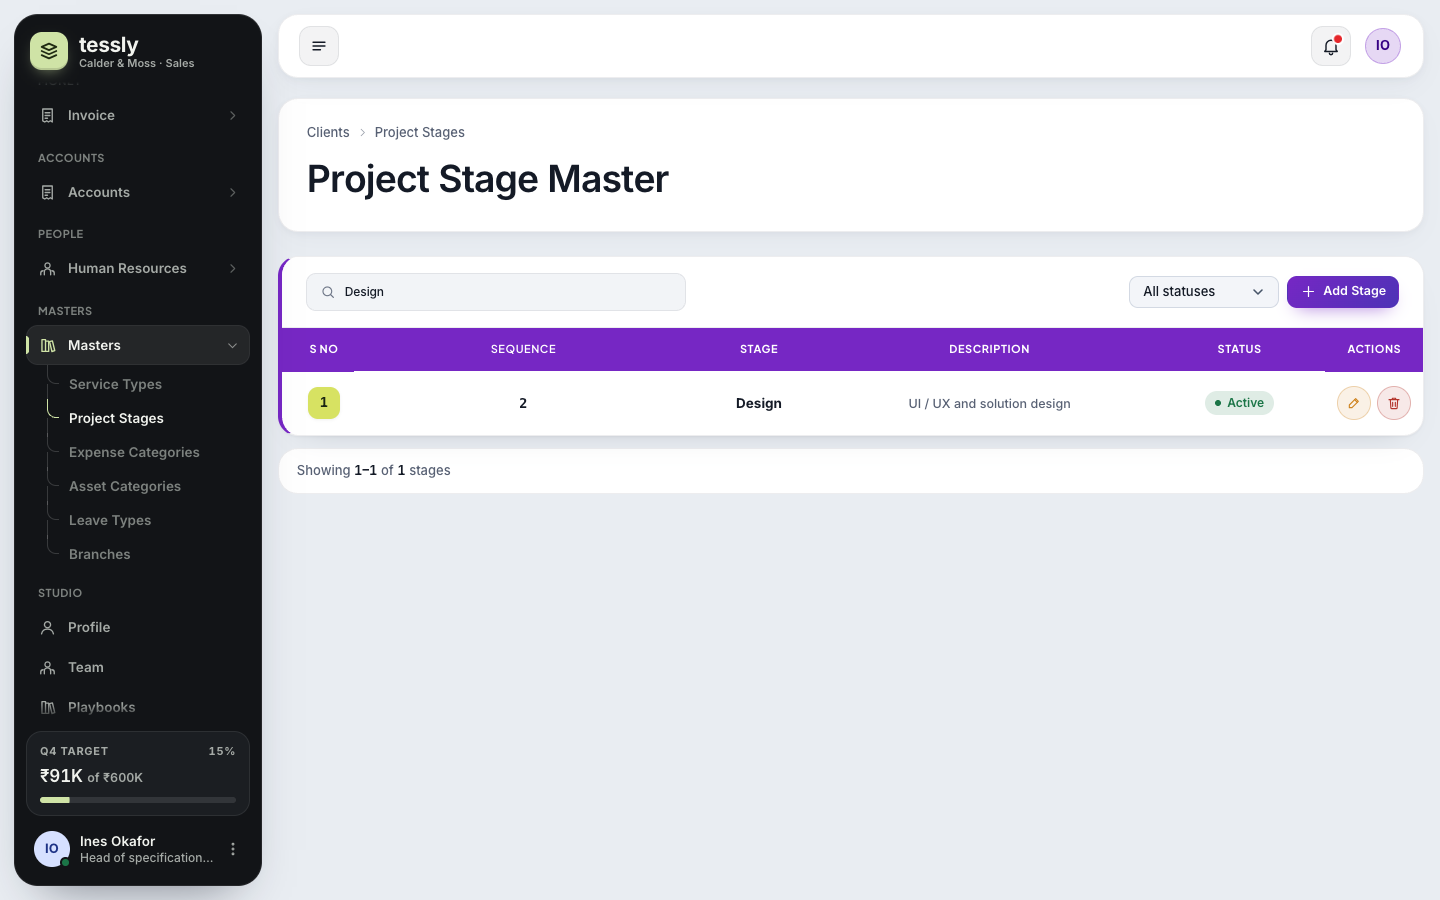 tessly
Calder & Moss · Sales
Invoice
ACCOUNTS
Accounts
PEOPLE
Human Resources
MASTERS
Masters
Service Types
Project Stages
Expense Categories
Asset Categories
Leave Types
Branches
STUDIO
Profile
Team
Playbooks
Q4 TARGET 15%
₹91K of ₹600K
IO
Ines Okafor
Head of specification...
IO
Clients > Project Stages
Project Stage Master
Design
All statuses
Add Stage
S NO SEQUENCE STAGE DESCRIPTION STATUS ACTIONS
1 2 Design UI / UX and solution design Active
Showing 1–1 of 1 stages